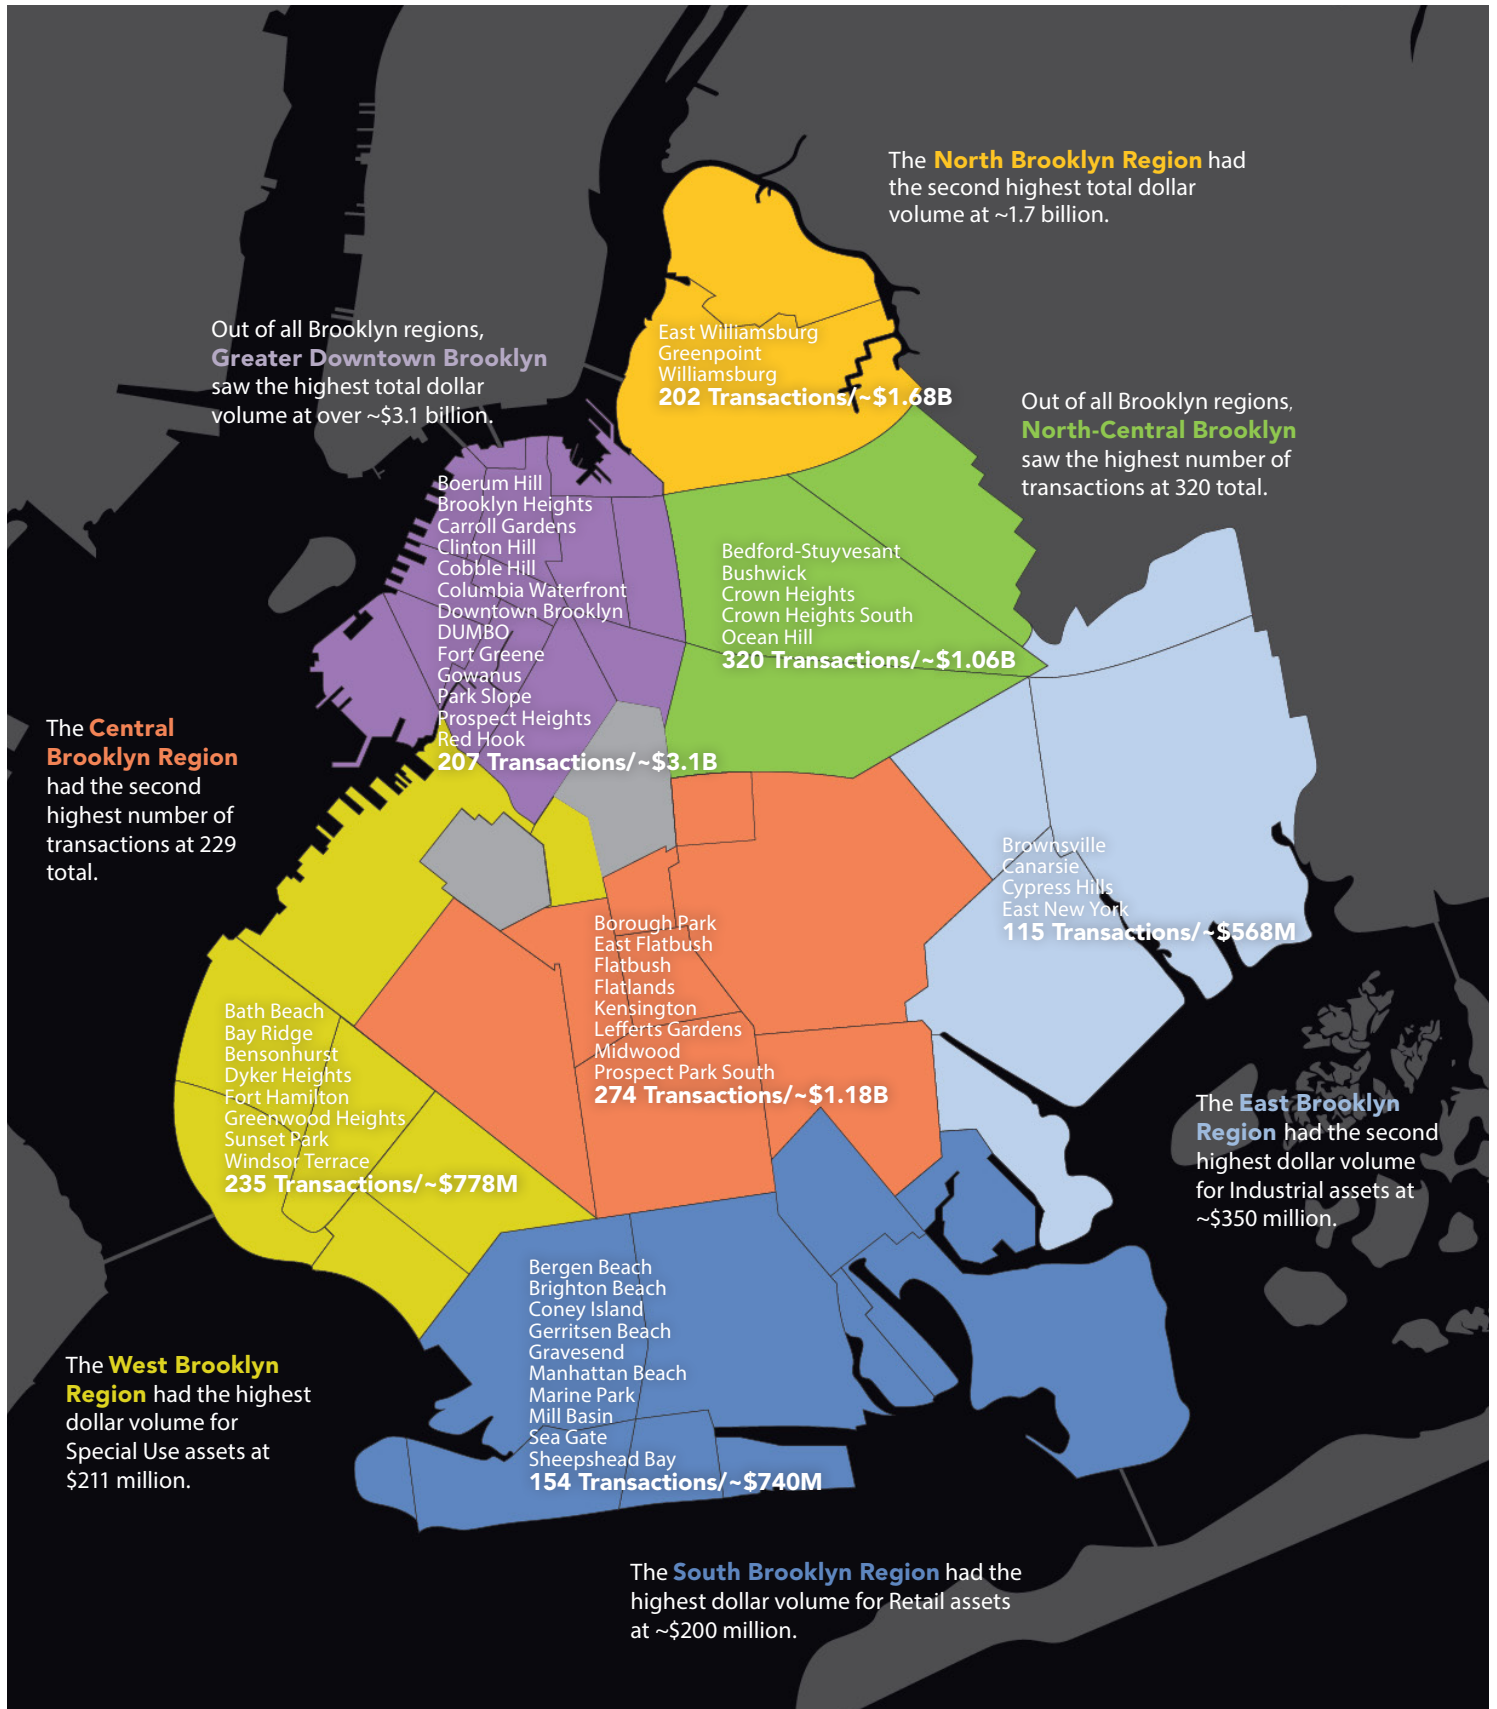 The North Brooklyn Region had
the second highest total dollar
volume at ~1.7 billion.
Out of all Brooklyn regions,
Greater Downtown Brooklyn
saw the highest total dollar
volume at over ~$3.1 billion.
East Williamsburg
Greenpoint
Williamsburg
202 Transactions/~$1.68B
Out of all Brooklyn regions,
North-Central Brooklyn
saw the highest number of
transactions at 320 total.
Boerum Hill
Brooklyn Heights
Carroll Gardens
Clinton Hill
Cobble Hill
Columbia Waterfront
Downtown Brooklyn
DUMBO
Fort Greene
Gowanus
Park Slope
Prospect Heights
Red Hook
207 Transactions/~$3.1B
Bedford-Stuyvesant
Bushwick
Crown Heights
Crown Heights South
Ocean Hill
320 Transactions/~$1.06B
The Central
Brooklyn Region
had the second
highest number of
transactions at 229
total.
Brownsville
Canarsie
Cypress Hills
East New York
115 Transactions/~$568M
Borough Park
East Flatbush
Flatbush
Flatlands
Kensington
Lefferts Gardens
Midwood
Prospect Park South
274 Transactions/~$1.18B
Bath Beach
Bay Ridge
Bensonhurst
Dyker Heights
Fort Hamilton
Greenwood Heights
Sunset Park
Windsor Terrace
235 Transactions/~$778M
The East Brooklyn
Region had the second
highest dollar volume
for Industrial assets at
~$350 million.
Bergen Beach
Brighton Beach
Coney Island
Gerritsen Beach
Gravesend
Manhattan Beach
Marine Park
Mill Basin
Sea Gate
Sheepshead Bay
154 Transactions/~$740M
The West Brooklyn
Region had the highest
dollar volume for
Special Use assets at
$211 million.
The South Brooklyn Region had the
highest dollar volume for Retail assets
at ~$200 million.